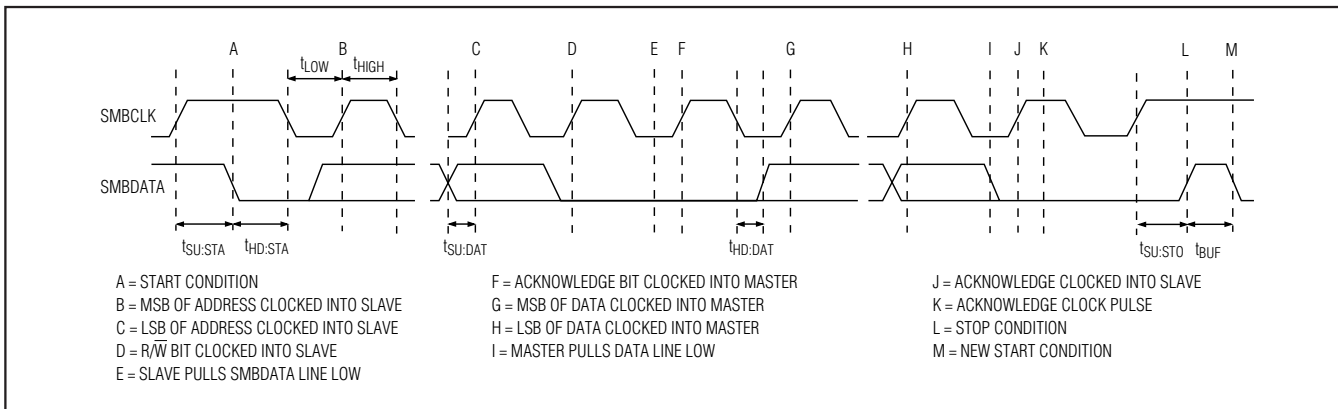 A B C D E F G H I J K L M
tLOW tHIGH
SMBCLK
SMBDATA
tSU:STA tHD:STA tSU:DAT tHD:DAT tSU:STO tBUF
A = START CONDITION
B = MSB OF ADDRESS CLOCKED INTO SLAVE
C = LSB OF ADDRESS CLOCKED INTO SLAVE
D = R/W̅ BIT CLOCKED INTO SLAVE
E = SLAVE PULLS SMBDATA LINE LOW
F = ACKNOWLEDGE BIT CLOCKED INTO MASTER
G = MSB OF DATA CLOCKED INTO MASTER
H = LSB OF DATA CLOCKED INTO MASTER
I = MASTER PULLS DATA LINE LOW
J = ACKNOWLEDGE CLOCKED INTO SLAVE
K = ACKNOWLEDGE CLOCK PULSE
L = STOP CONDITION
M = NEW START CONDITION